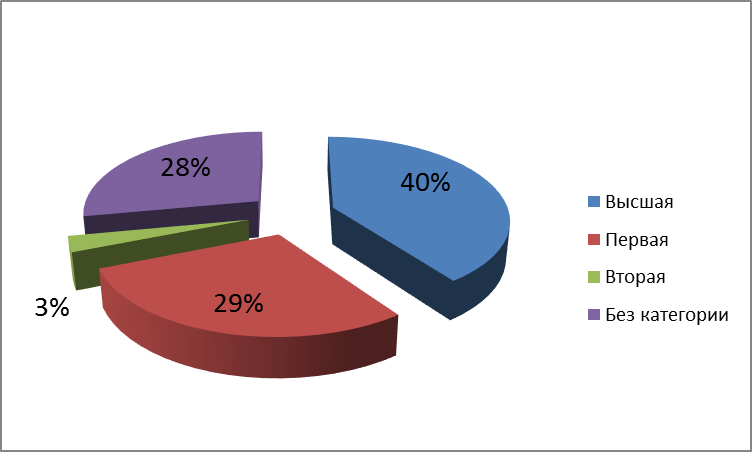 28%
40%
3%
29%
Высшая
Первая
Вторая
Без категории